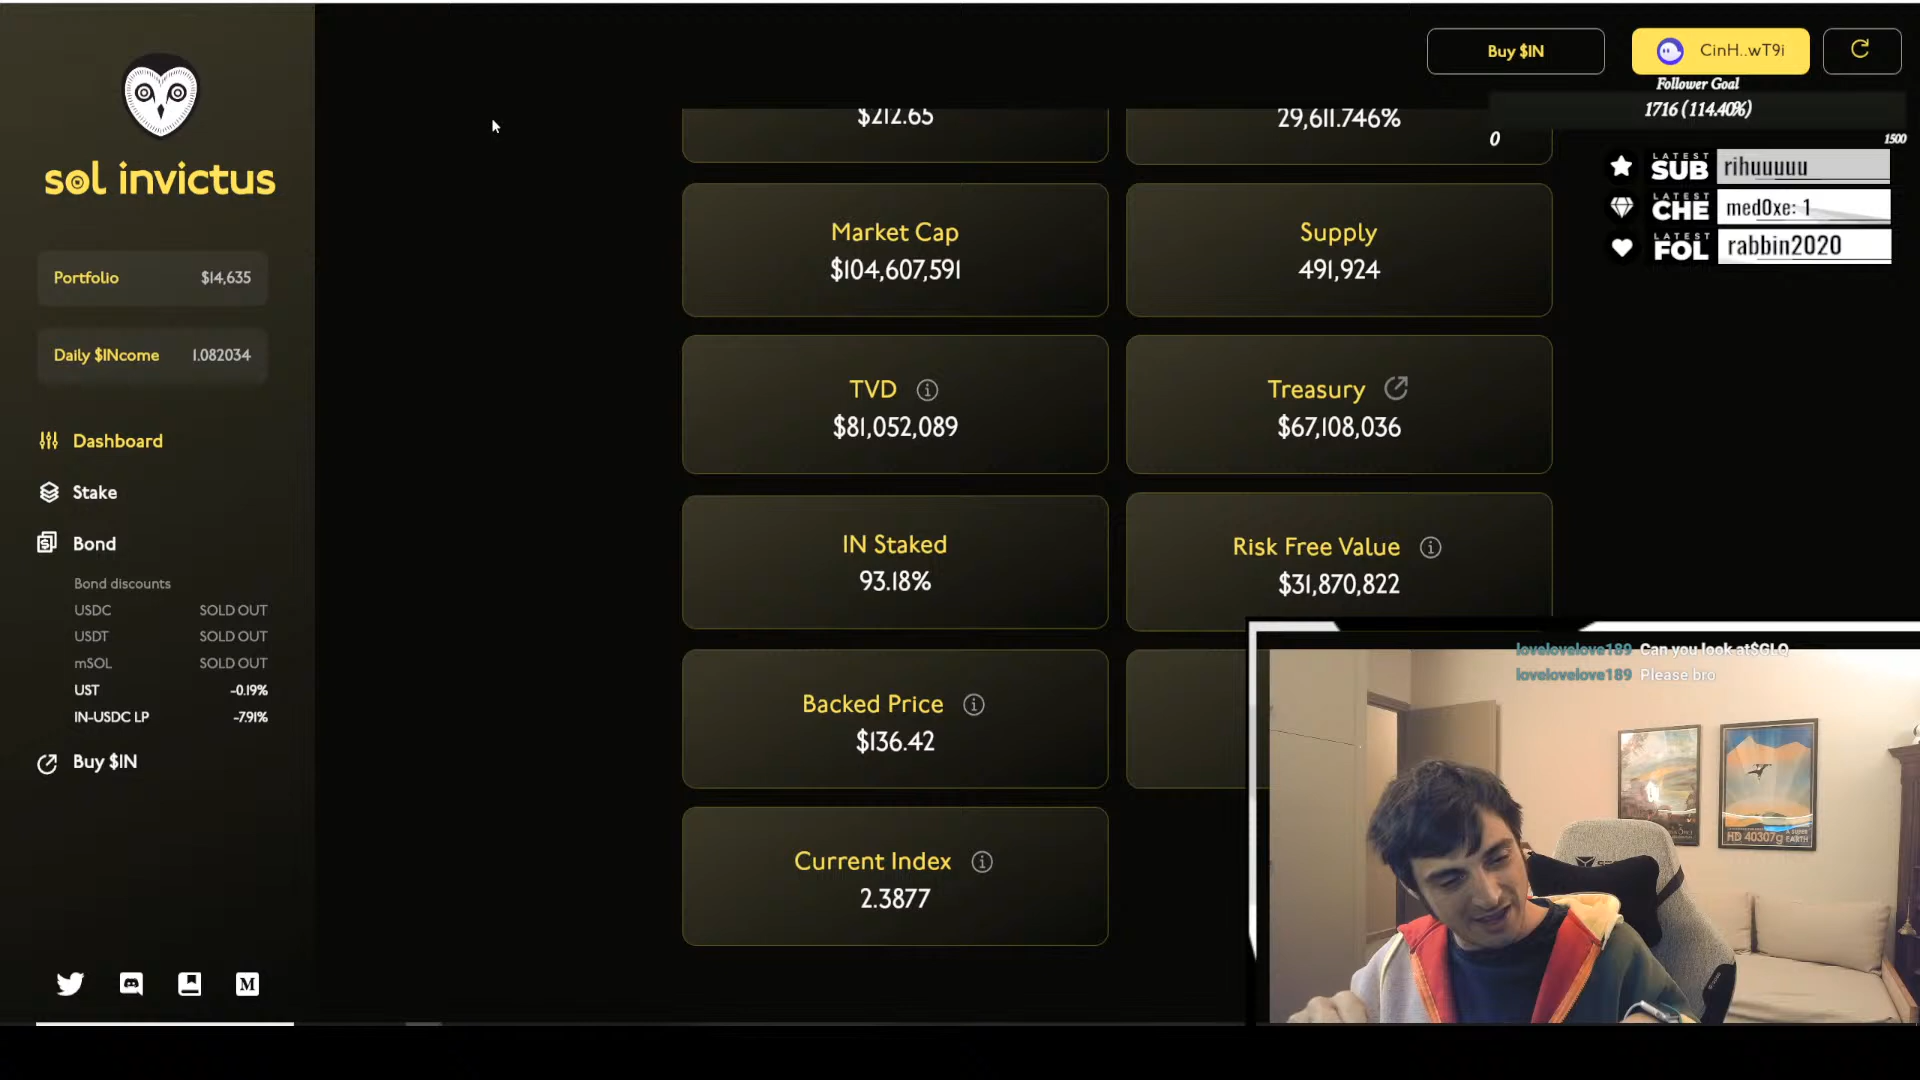 sol invictus
Portfolio $14,635
Daily $INcome 1.082034
Dashboard
Stake
Bond
Bond discounts
USDC SOLD OUT
USDT SOLD OUT
mSOL SOLD OUT
UST -0.19%
IN-USDC LP -7.91%
Buy $IN
M
Buy $IN
CinH..wT9i
Follower Goal
1716 (114.40%)
0
1500
LATEST
SUB rihuuuuu
LATEST
CHE med0xe: 1
LATEST
FOL rabbin2020
$212.65
29,611.746%
Market Cap
$104,607,591
Supply
491,924
TVD
$81,052,089
Treasury
$67,108,036
IN Staked
93.18%
Risk Free Value
$31,870,822
Backed Price
$136.42
Current Index
2.3877
lovelovelove189 Can you look at$GLQ
lovelovelove189 Please bro
HD 40307g
A SUPER
EARTH